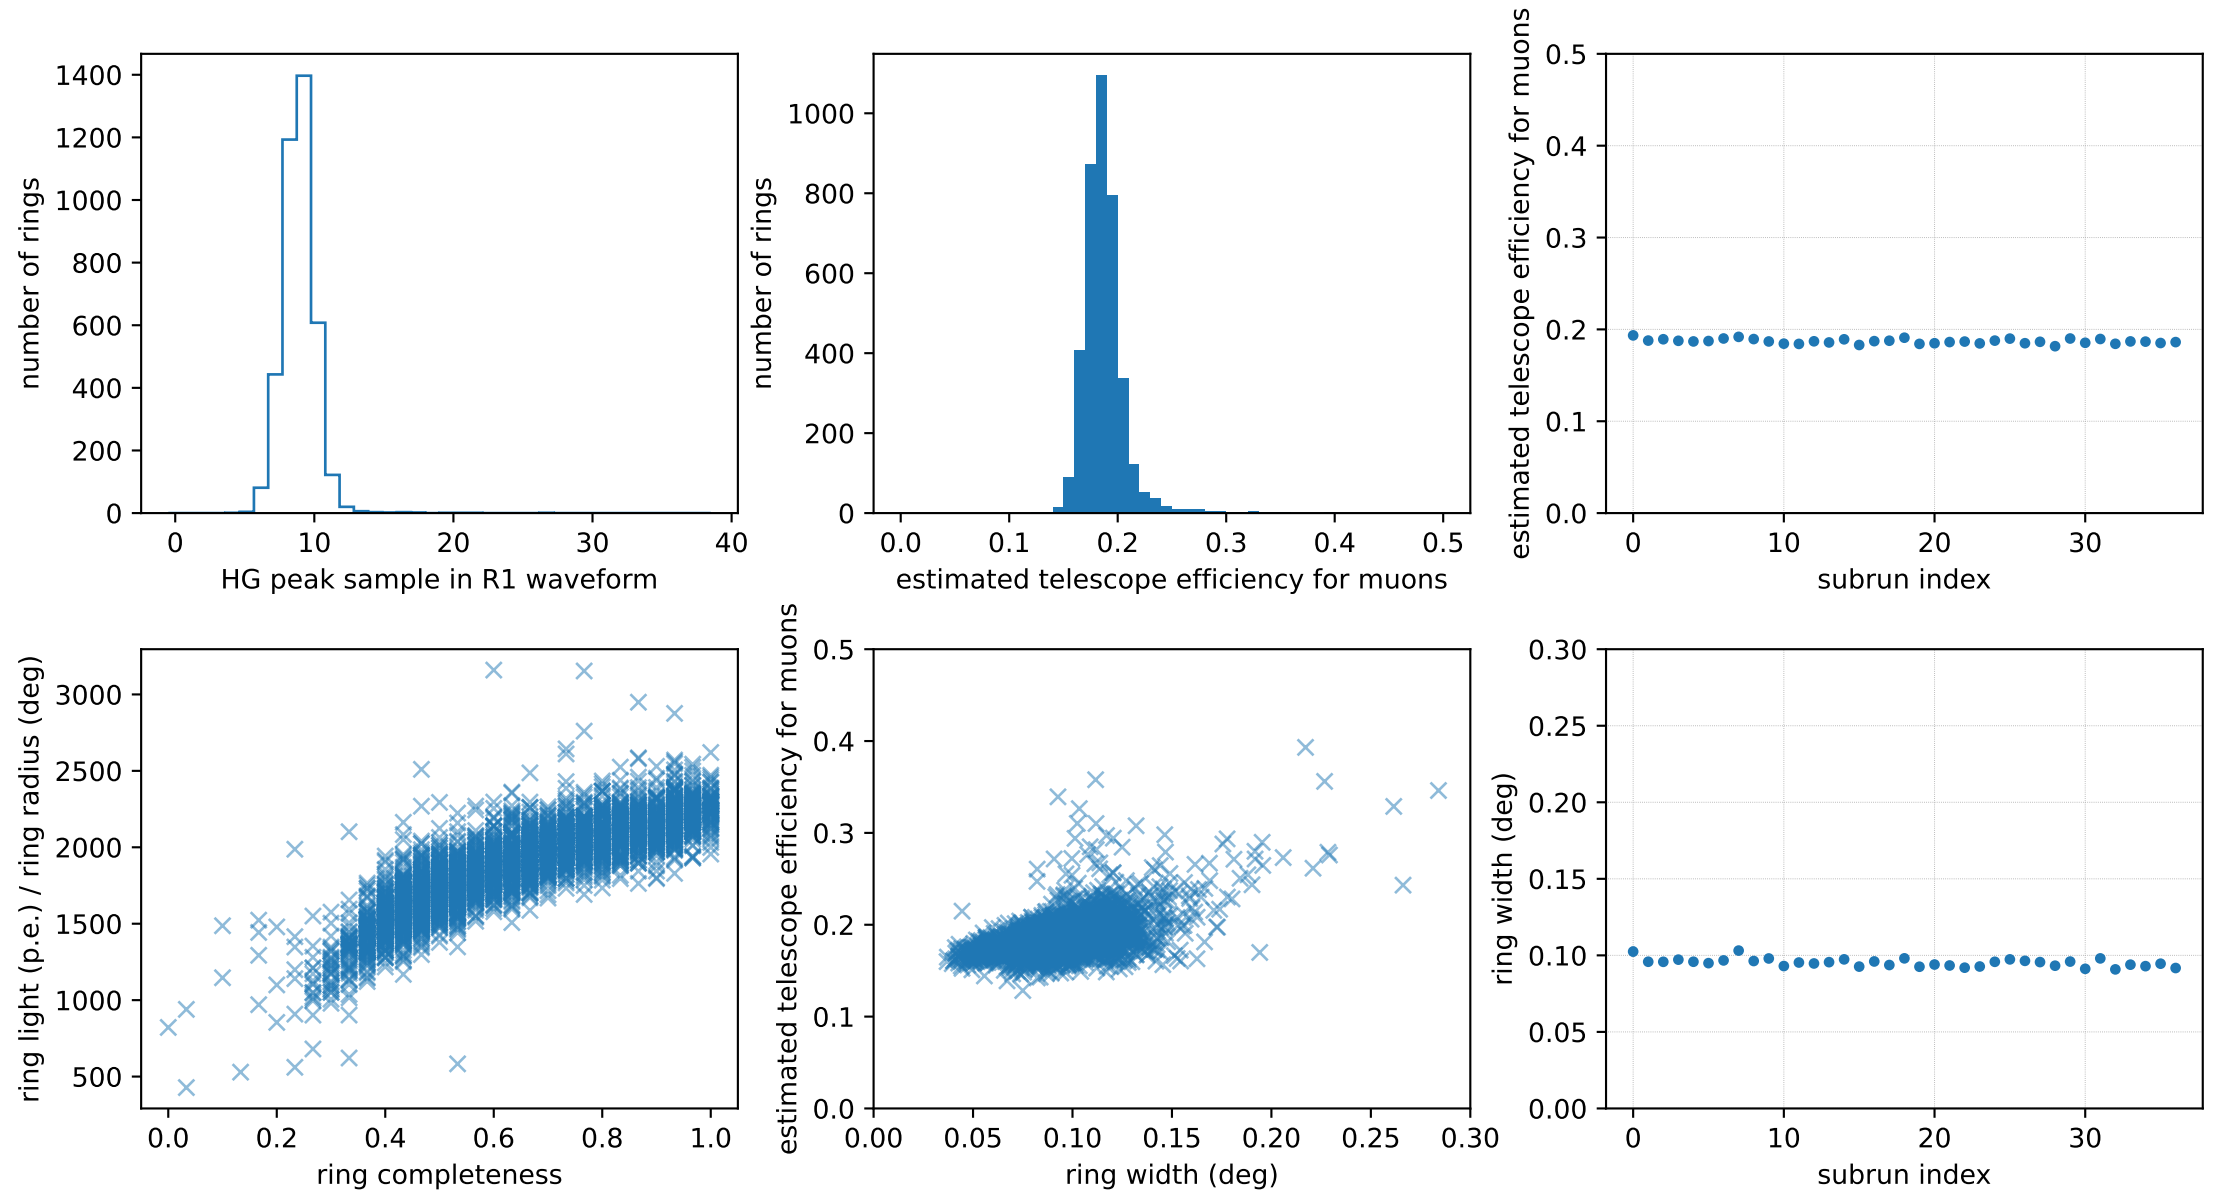 1400
1200
1000
800
600
400
200
0
number of rings
0 10 20 30 40
HG peak sample in R1 waveform
1000
800
600
400
200
0
number of rings
0.0 0.1 0.2 0.3 0.4 0.5
estimated telescope efficiency for muons
0.5
0.4
0.3
0.2
0.1
0.0
estimated telescope efficiency for muons
0 10 20 30
subrun index
3000
2500
2000
1500
1000
500
ring light (p.e.) / ring radius (deg)
0.0 0.2 0.4 0.6 0.8 1.0
ring completeness
0.5
0.4
0.3
0.2
0.1
0.0
estimated telescope efficiency for muons
0.00 0.05 0.10 0.15 0.20 0.25 0.30
ring width (deg)
0.30
0.25
0.20
0.15
0.10
0.05
0.00
ring width (deg)
0 10 20 30
subrun index